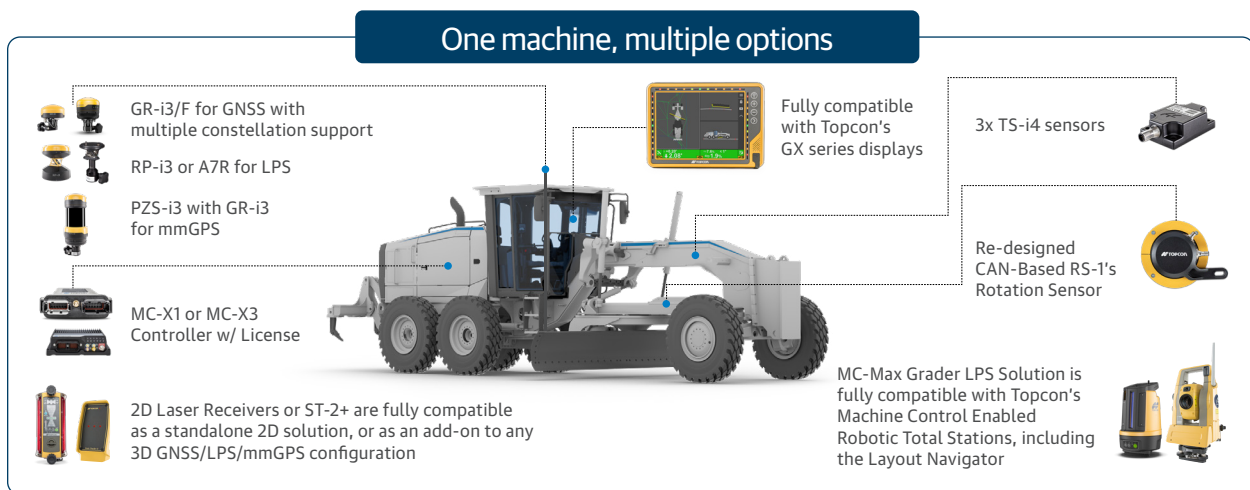 One machine, multiple options
GR-i3/F for GNSS with
multiple constellation support
RP-i3 or A7R for LPS
PZS-i3 with GR-i3
for mmGPS
MC-X1 or MC-X3
Controller w/ License
2D Laser Receivers or ST-2+ are fully compatible
as a standalone 2D solution, or as an add-on to any
3D GNSS/LPS/mmGPS configuration
Fully compatible
with Topcon's
GX series displays
TOPCON
3x TS-i4 sensors
Re-designed
CAN-Based RS-1's
Rotation Sensor
TOPCON
MC-Max Grader LPS Solution is
fully compatible with Topcon's
Machine Control Enabled
Robotic Total Stations, including
the Layout Navigator